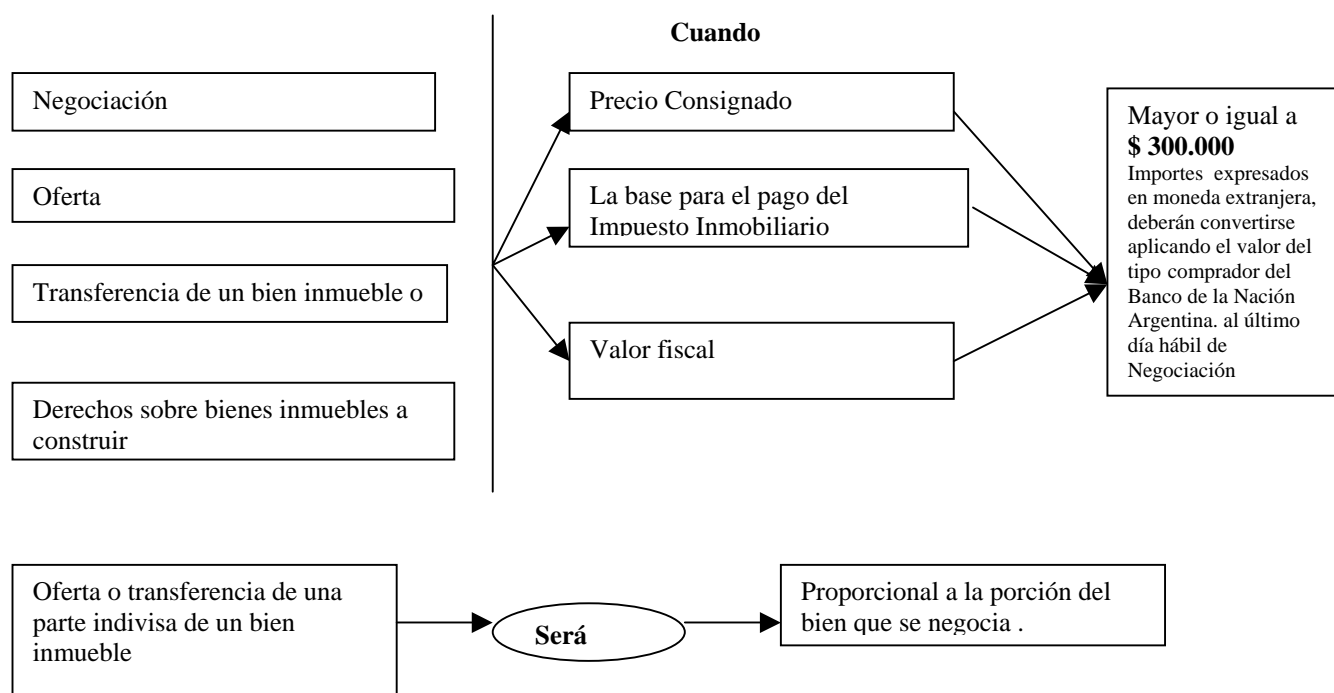 Cuando
Negociación
Oferta
Transferencia de un bien inmueble o
Derechos sobre bienes inmuebles a
construir
Precio Consignado
La base para el pago del
Impuesto Inmobiliario
Valor fiscal
Mayor o igual a
$ 300.000
Importes expresados
en moneda extranjera,
deberán convertirse
aplicando el valor del
tipo comprador del
Banco de la Nación
Argentina. al último
día hábil de
Negociación
Oferta o transferencia de una
parte indivisa de un bien
inmueble
Será
Proporcional a la porción del
bien que se negocia .